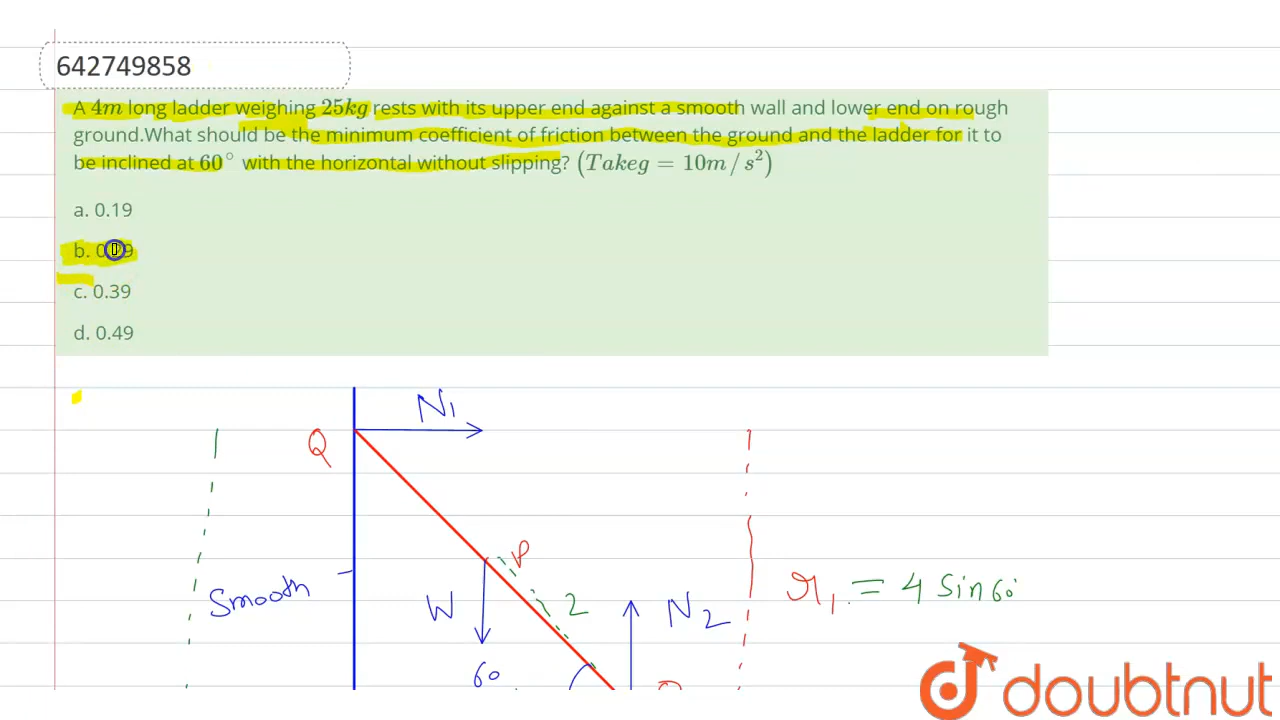 642749858
A 4m long ladder weighing 25kg rests with its upper end against a smooth wall and lower end on rough
ground.What should be the minimum coefficient of friction between the ground and the ladder for it to
be inclined at 60° with the horizontal without slipping? (Takeg = 10m/s²)
a. 0.19
b.
c. 0.39
d. 0.49
N₁
Q
P
Smooth
W
2
N₂
r₁ = 4 Sin60
60
doubtnut